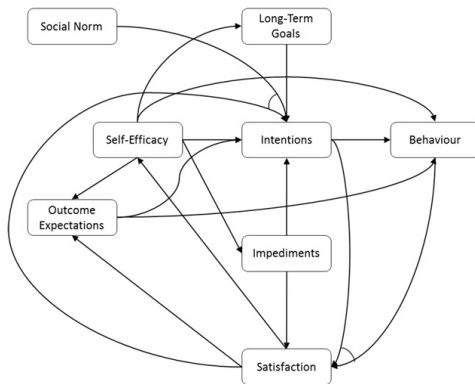 Social Norm
Long-Term
Goals
Self-Efficacy
Intentions
Behaviour
Outcome
Expectations
Impediments
Satisfaction